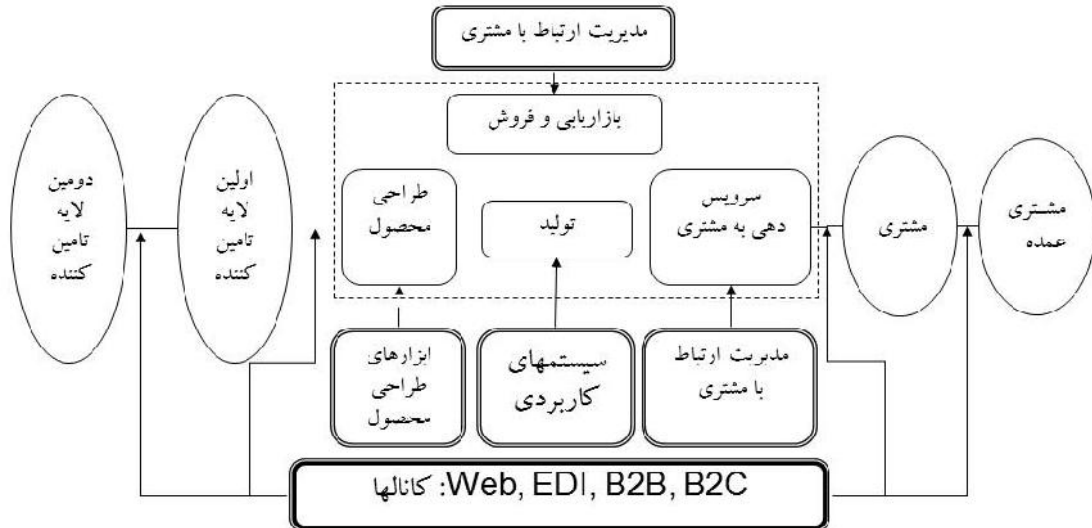 مدیریت ارتباط با مشتری
بازاریابی و فروش
دومین
لایه
تامین
کننده
اولین
لایه
تامین
کننده
طراحی
محصول
تولید
سرویس
دهی به مشتری
مشتری
مشتری
عمده
ابزارهای
طراحی
محصول
سیستمهای
کاربردی
مدیریت ارتباط
با مشتری
کانالها :Web, EDI, B2B, B2C